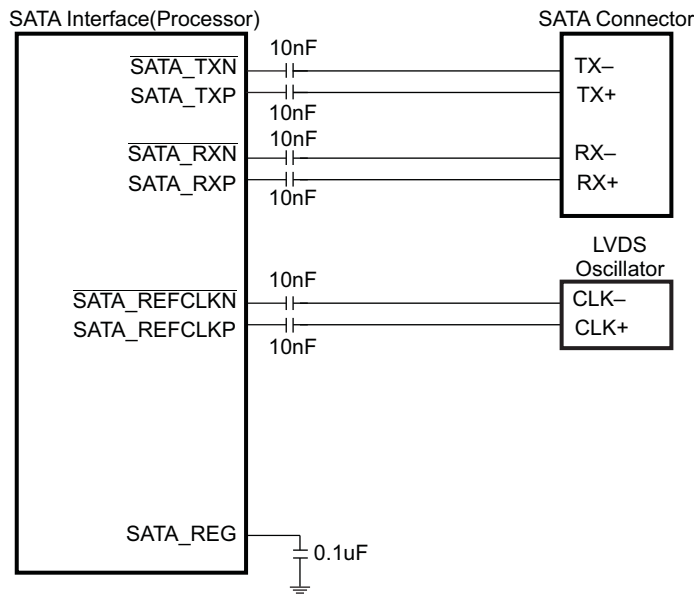 SATA Interface(Processor)
SATA Connector
10nF
SATA_TXN
TX–
SATA_TXP
TX+
10nF
10nF
SATA_RXN
RX–
SATA_RXP
RX+
10nF
LVDS
Oscillator
10nF
SATA_REFCLKN
CLK–
SATA_REFCLKP
CLK+
10nF
SATA_REG
0.1uF